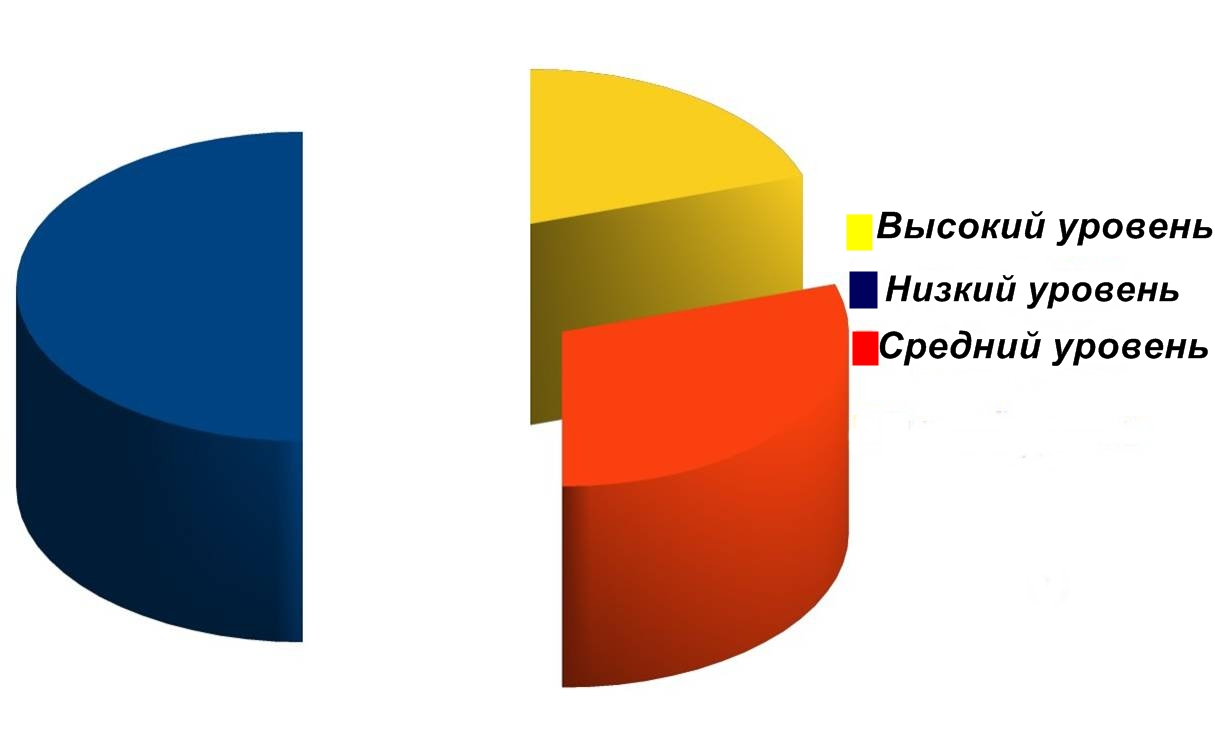 Высокий уровень
Низкий уровень
Средний уровень